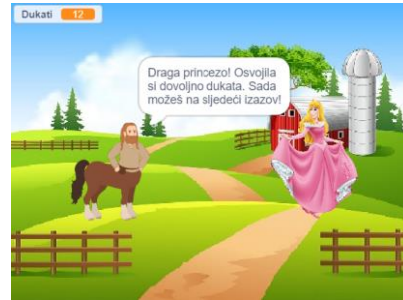 Dukati 12
Draga princezo! Osvojila
si dovoljno dukata. Sada
možeš na sljedeći izazov!